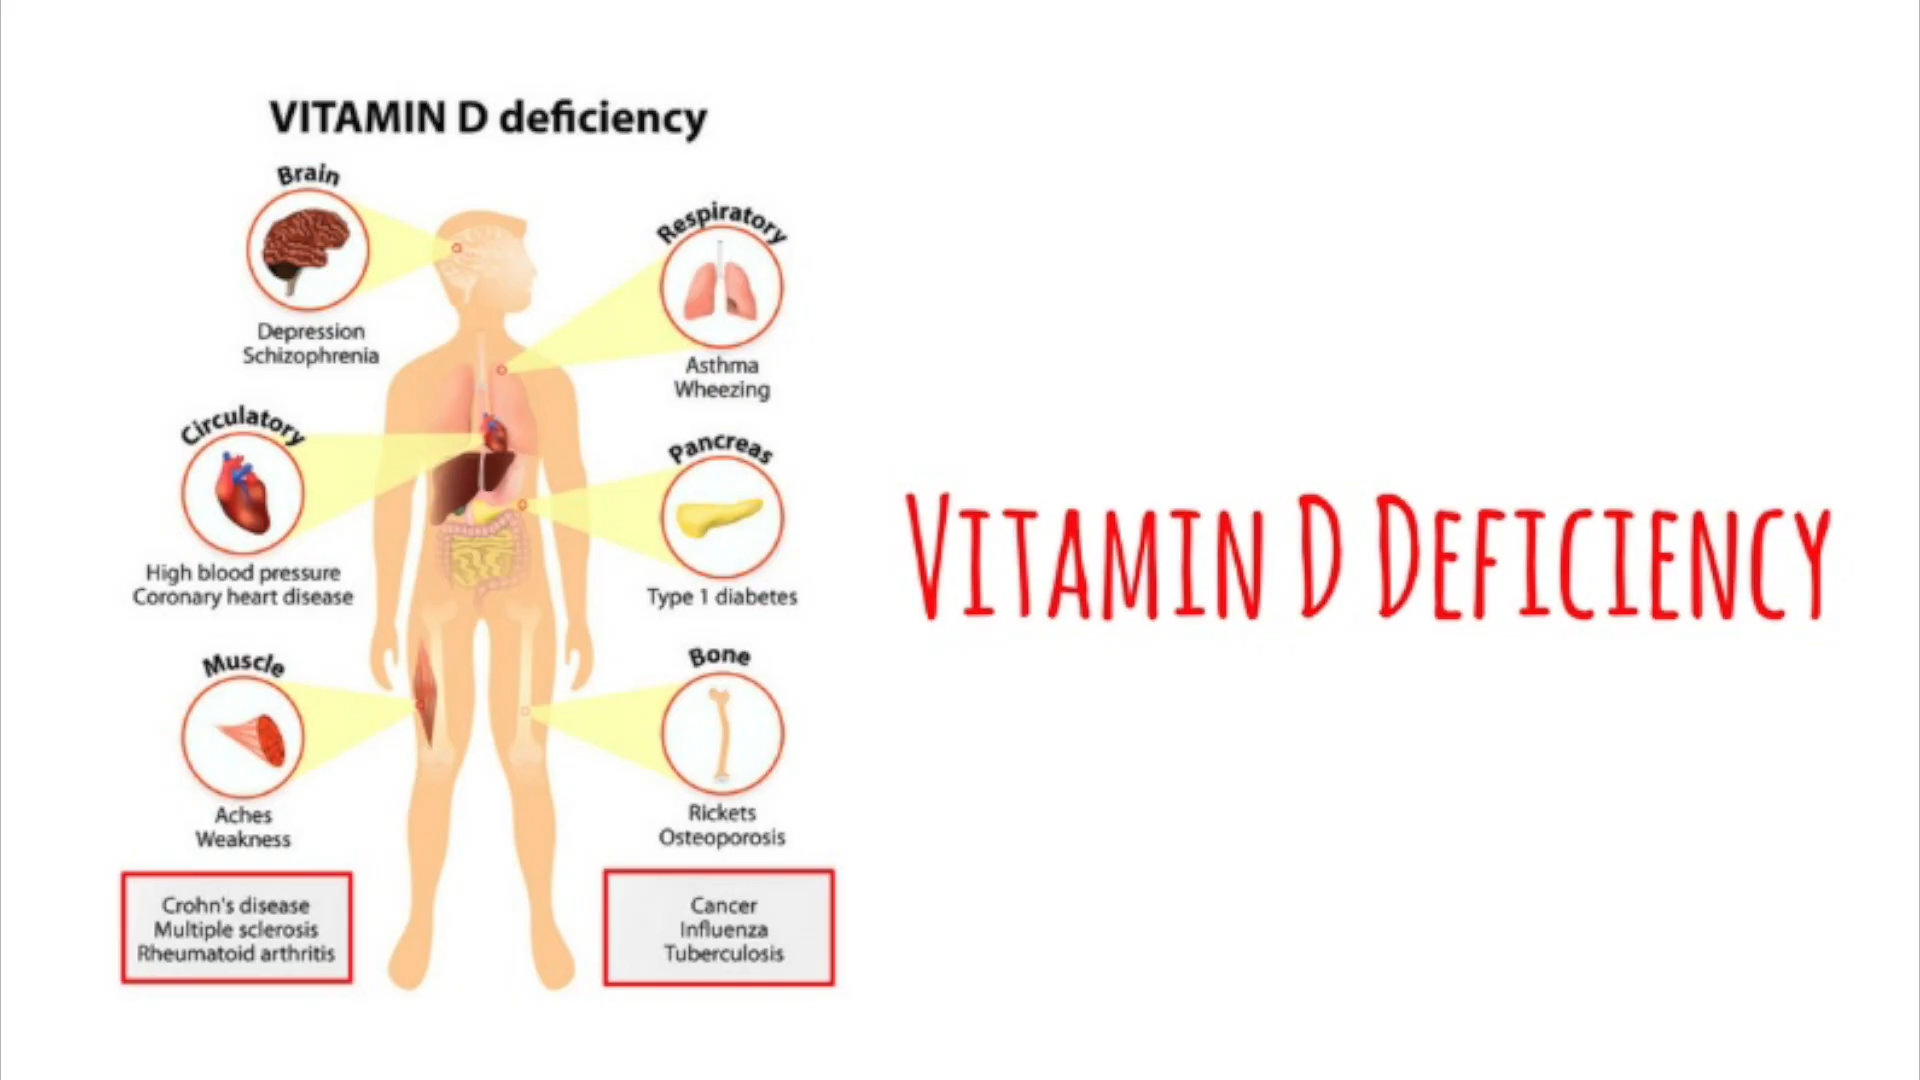 VITAMIN D deficiency
Brain
Depression
Schizophrenia
Respiratory
Asthma
Wheezing
Circulatory
High blood pressure
Coronary heart disease
Pancreas
Type 1 diabetes
Muscle
Aches
Weakness
Bone
Rickets
Osteoporosis
Crohn's disease
Multiple sclerosis
Rheumatoid arthritis
Cancer
Influenza
Tuberculosis
VITAMIN D DEFICIENCY